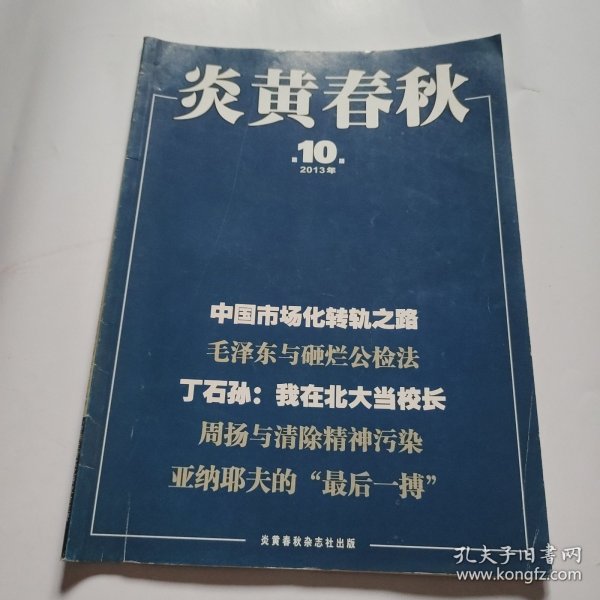 炎黄春秋
10
2013年
中国市场化转轨之路
毛泽东与砸烂公检法
丁石孙：我在北大当校长
周扬与清除精神污染
亚纳耶夫的“最后一搏”
炎黄春秋杂志社出版
孔夫子旧书网
www.kongfz.com